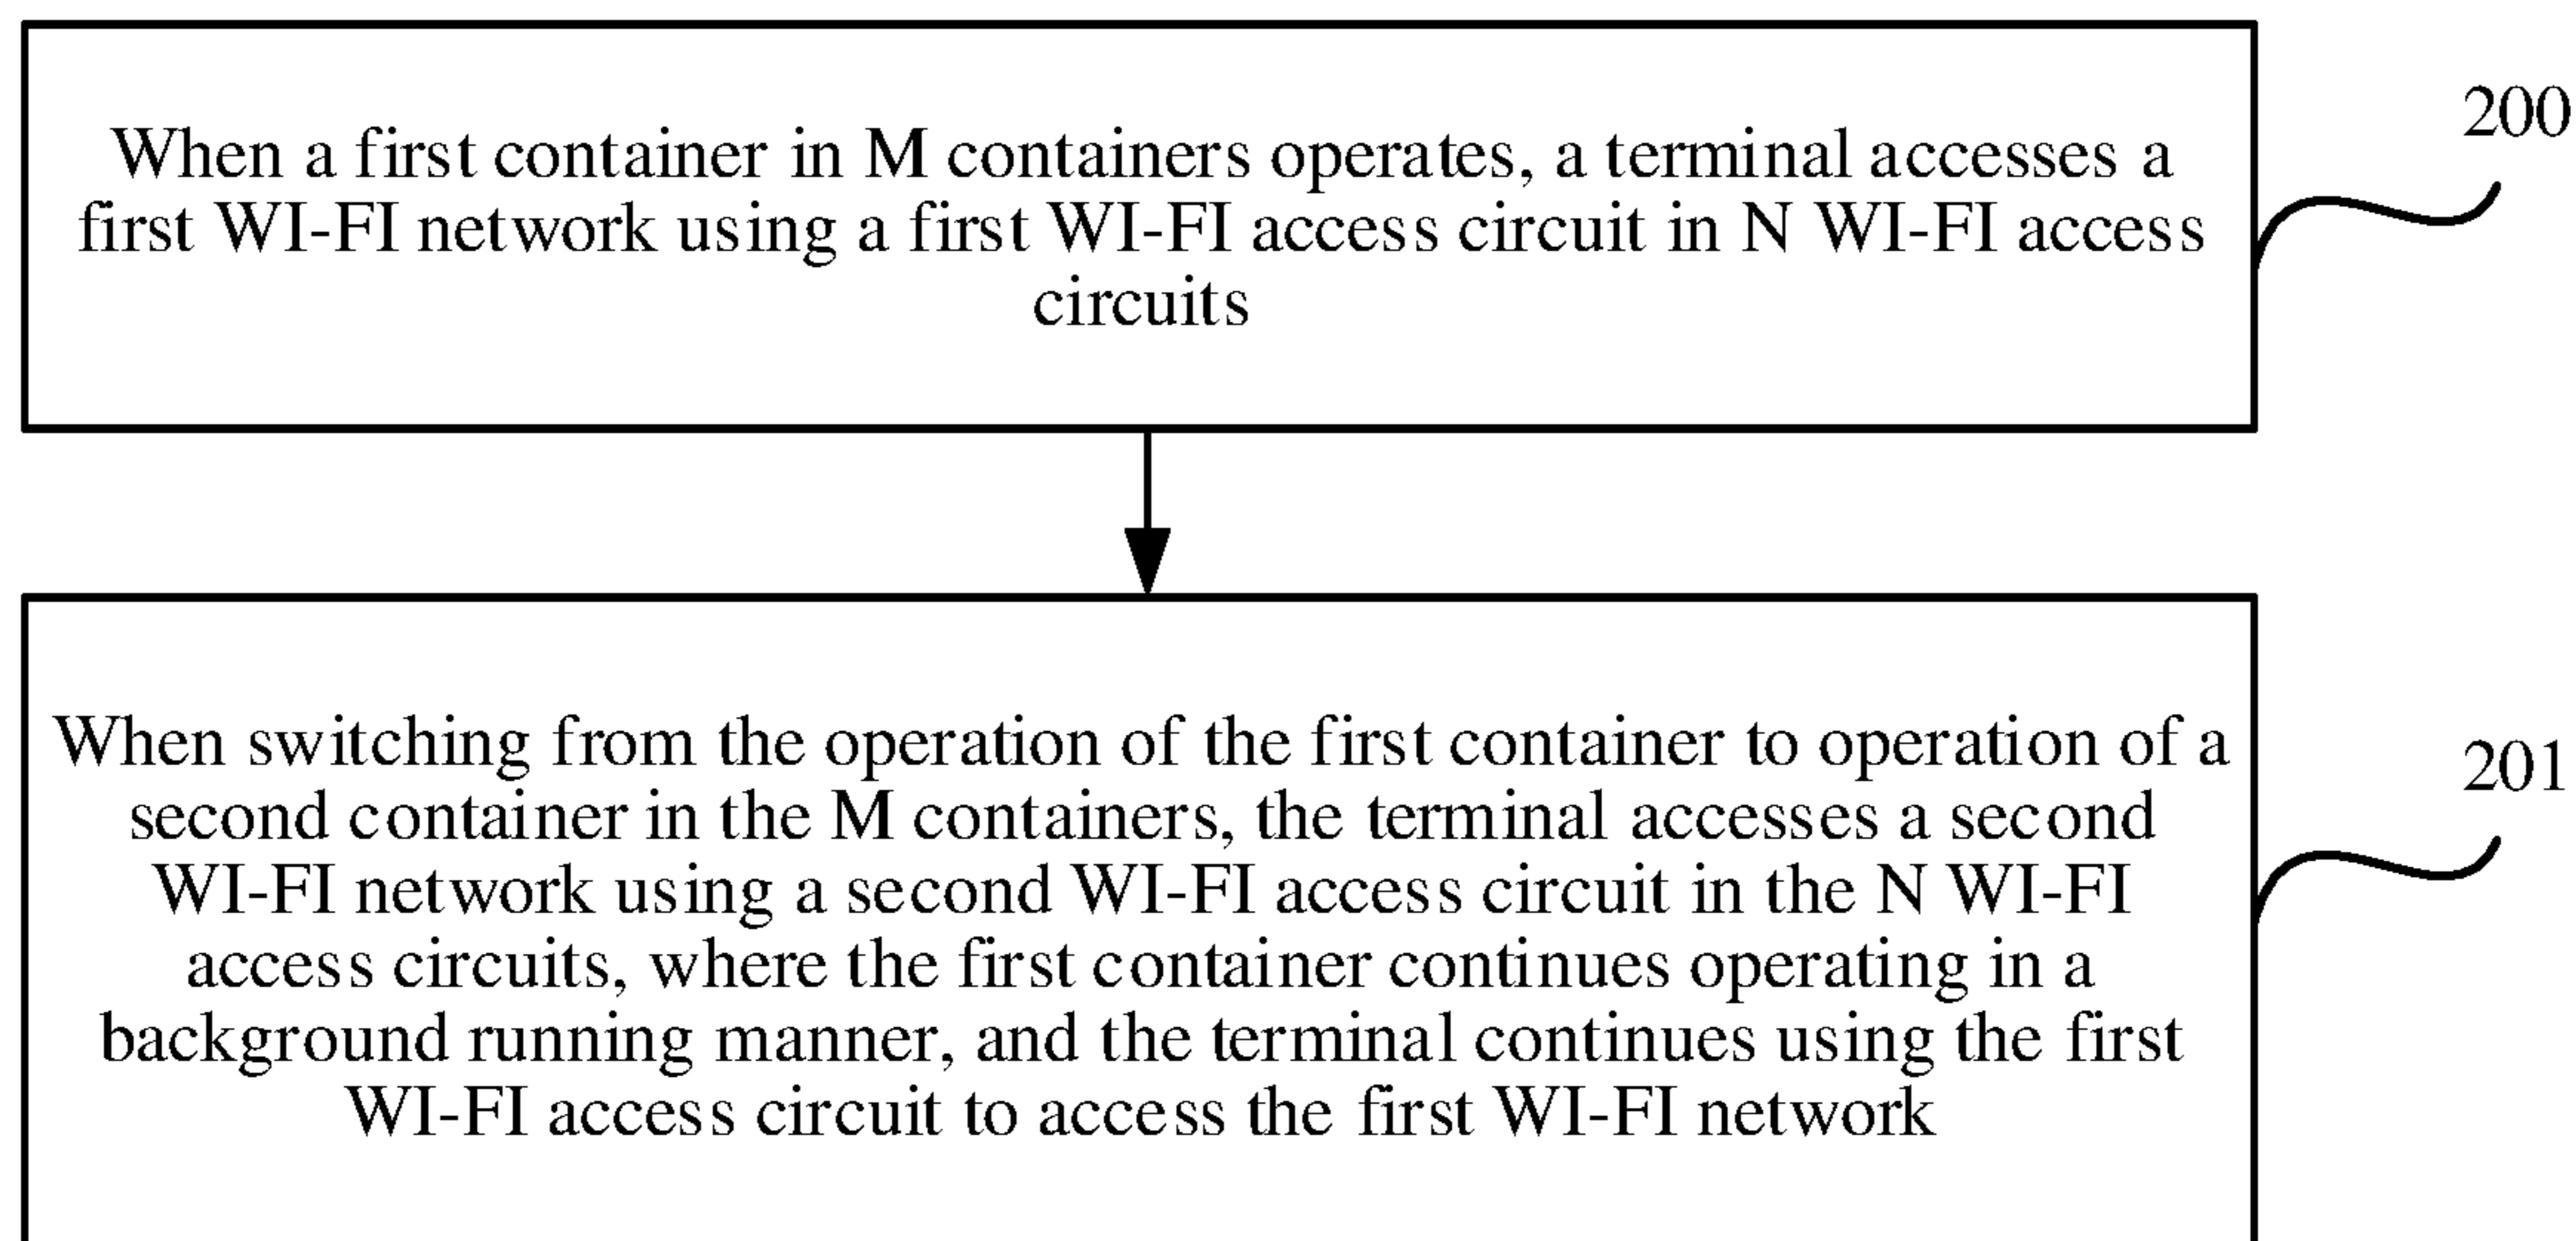 When a first container in M containers operates, a terminal accesses a
first WI-FI network using a first WI-FI access circuit in N WI-FI access
circuits
200
When switching from the operation of the first container to operation of a
second container in the M containers, the terminal accesses a second
WI-FI network using a second WI-FI access circuit in the N WI-FI
access circuits, where the first container continues operating in a
background running manner, and the terminal continues using the first
WI-FI access circuit to access the first WI-FI network
201